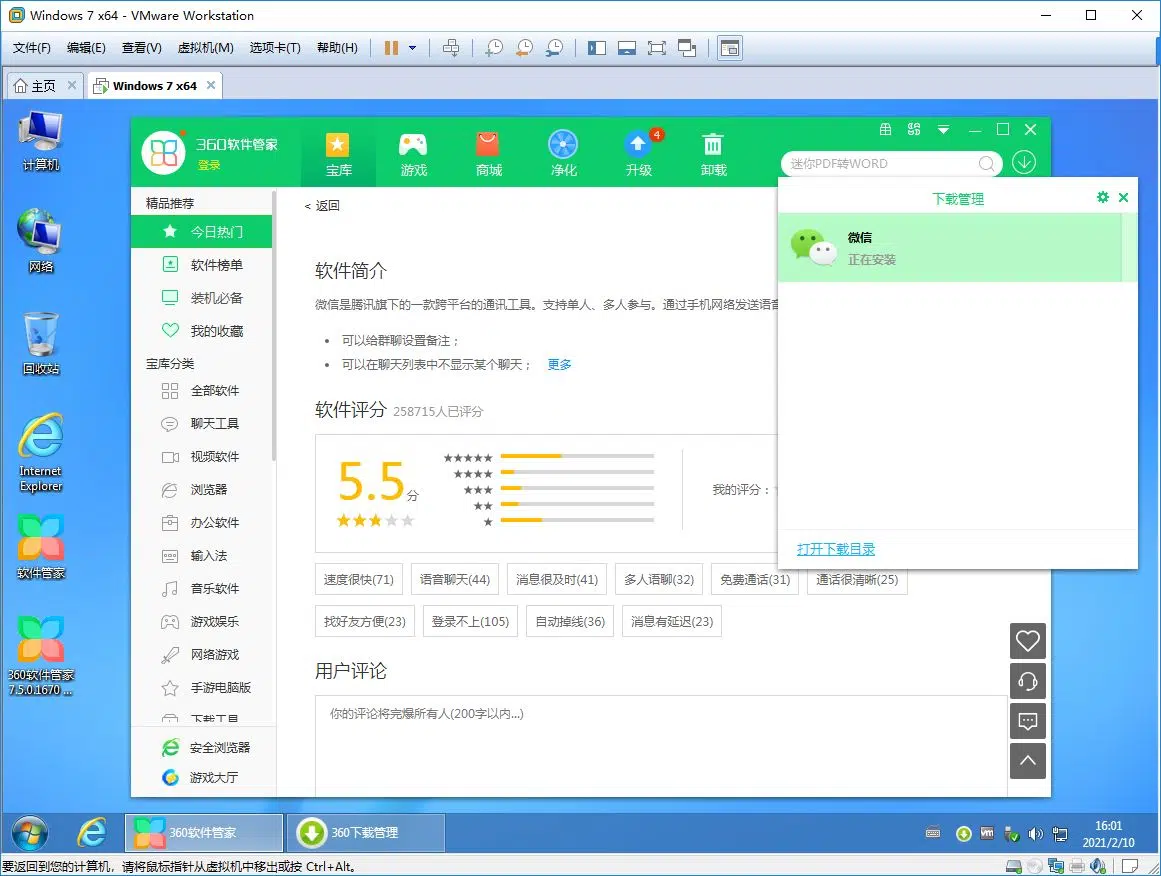 Windows 7 x64 - VMware Workstation
文件(F) 编辑(E) 查看(V) 虚拟机(M) 选项卡(T) 帮助(H)
主页 Windows 7 x64
计算机
网络
回收站
Internet
Explorer
软件管家
360软件管家
7.5.0.1670 ...
360软件管家
登录
宝库
游戏
商城
净化
4
升级
卸载
迷你PDF转WORD
精品推荐
今日热门
软件榜单
装机必备
我的收藏
宝库分类
全部软件
聊天工具
视频软件
浏览器
办公软件
输入法
音乐软件
游戏娱乐
网络游戏
手游电脑版
下载工具
安全浏览器
游戏大厅
< 返回
软件简介
微信是腾讯旗下的一款跨平台的通讯工具。支持单人、多人参与。通过手机网络发送语音
• 可以给群聊设置备注；
• 可以在聊天列表中不显示某个聊天； 更多
软件评分 258715人已评分
5.5分
我的评分：
速度很快(71) 语音聊天(44) 消息很及时(41) 多人语聊(32) 免费通话(31) 通话很清晰(25)
找好友方便(23) 登录不上(105) 自动掉线(36) 消息有延迟(23)
用户评论
你的评论将完爆所有人(200字以内...)
下载管理
微信
正在安装
打开下载目录
360软件管家
360下载管理
vm
16:01
2021/2/10
要返回到您的计算机，请将鼠标指针从虚拟机中移出或按 Ctrl+Alt。